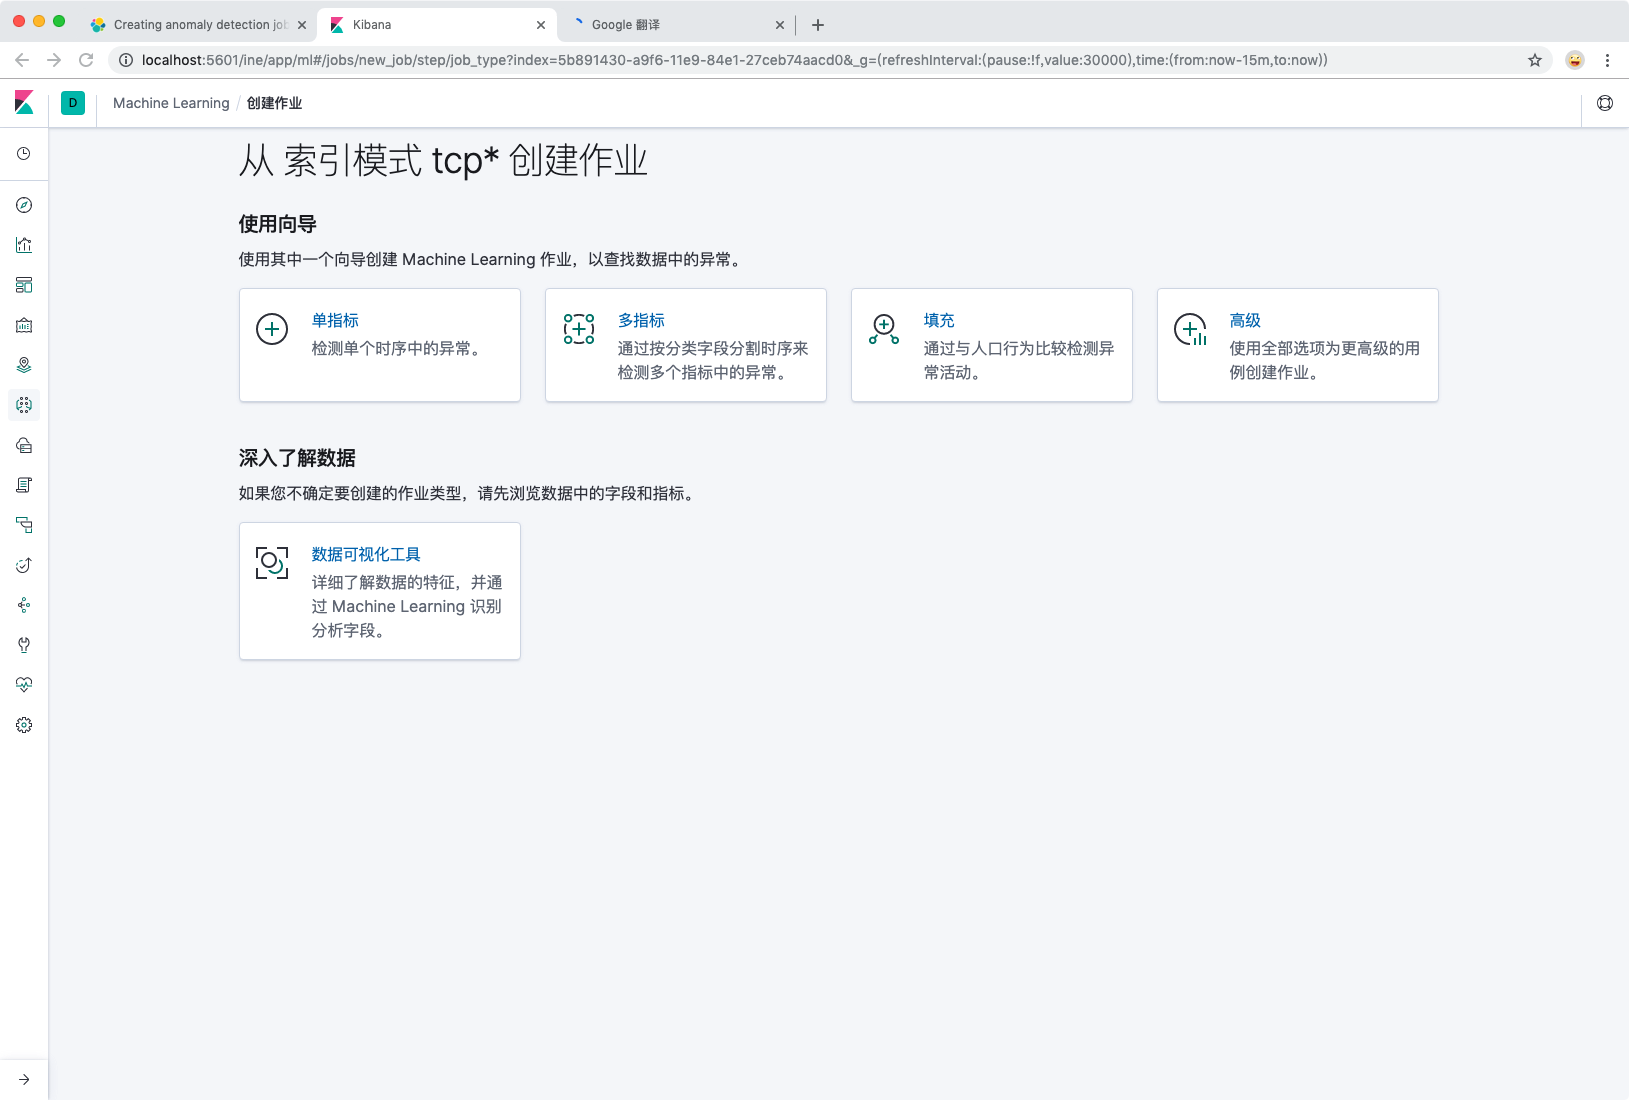 Creating anomaly detection job
Kibana
Google 翻译
localhost:5601/ine/app/ml#/jobs/new_job/step/job_type?index=5b891430-a9f6-11e9-84e1-27ceb74aacd0&_g=(refreshInterval:(pause:!f,value:30000),time:(from:now-15m,to:now))
D
Machine Learning / 创建作业
从 索引模式 tcp* 创建作业
使用向导
使用其中一个向导创建 Machine Learning 作业，以查找数据中的异常。
单指标
检测单个时序中的异常。
多指标
通过按分类字段分割时序来
检测多个指标中的异常。
填充
通过与人口行为比较检测异
常活动。
高级
使用全部选项为更高级的用
例创建作业。
深入了解数据
如果您不确定要创建的作业类型，请先浏览数据中的字段和指标。
数据可视化工具
详细了解数据的特征，并通
过 Machine Learning 识别
分析字段。